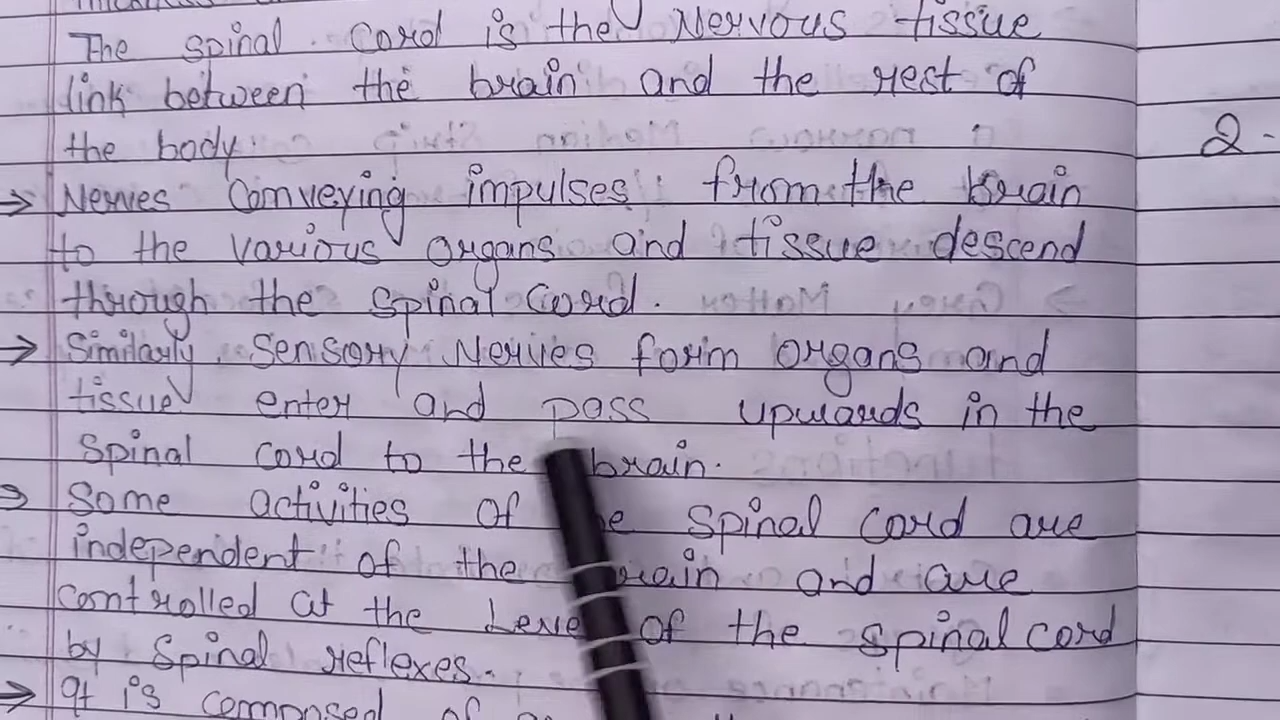 The spinal cord is the Nervous tissue
link between the brain and the rest of
the body
2.
→ Nerves Conveying impulses from the brain
to the various organs and tissue descend
through the spinal cord.
→ Similarly, Sensory Nerves form organs and
tissue enter and pass upwards in the
Spinal cord to the brain.
→ Some activities of the Spinal cord are
independent of the brain and are
controlled at the Level of the spinal cord
by Spinal reflexes.
→ It is composed of